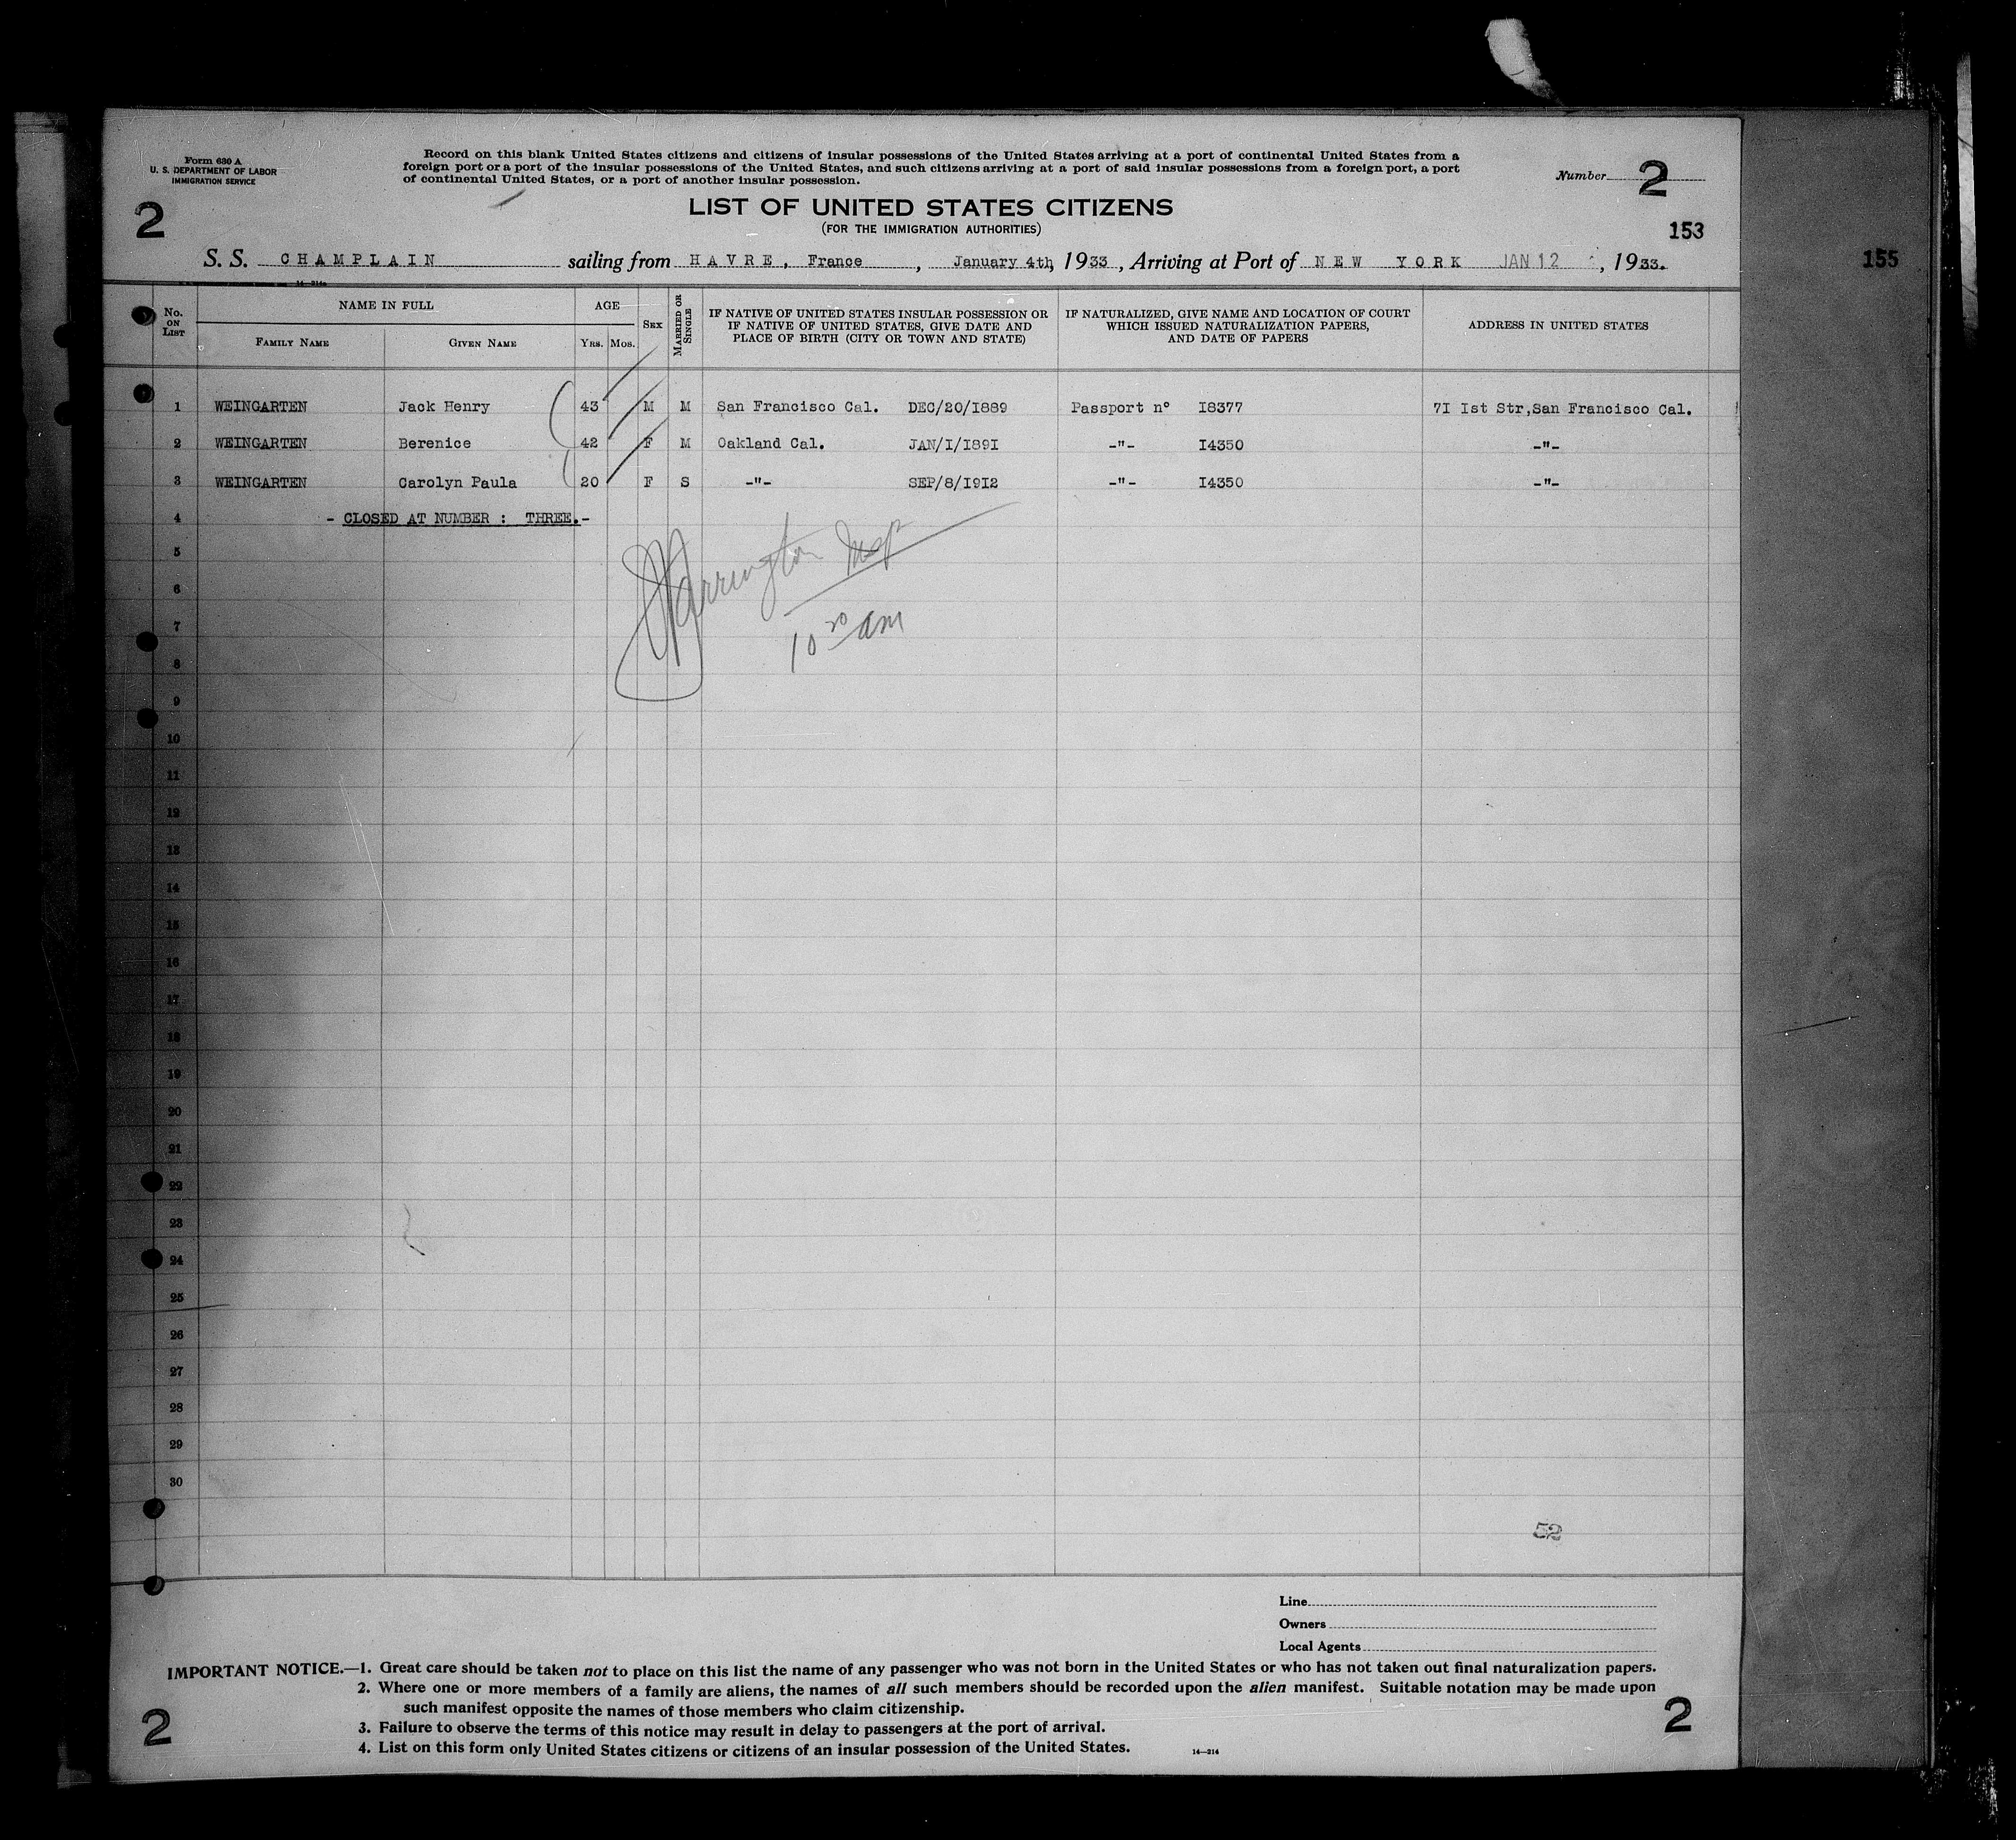 Form 630 A
U. S. DEPARTMENT OF LABOR
IMMIGRATION SERVICE
Record on this blank United States citizens and citizens of insular possessions of the United States arriving at a port of continental United States from a
foreign port or a port of the insular possessions of the United States, and such citizens arriving at a port of said insular possessions from a foreign port, a port
of continental United States, or a port of another insular possession.
Number 2
2
LIST OF UNITED STATES CITIZENS
(FOR THE IMMIGRATION AUTHORITIES)
153
155
S. S. CHAMPLAIN sailing from HAVRE, France, January 4th, 1933, Arriving at Port of NEW YORK JAN 12, 1933.
14—214a
No. ON LIST
NAME IN FULL
FAMILY NAME
GIVEN NAME
AGE
YRS. MOS.
SEX
MARRIED OR SINGLE
IF NATIVE OF UNITED STATES INSULAR POSSESSION OR
IF NATIVE OF UNITED STATES, GIVE DATE AND
PLACE OF BIRTH (CITY OR TOWN AND STATE)
IF NATURALIZED, GIVE NAME AND LOCATION OF COURT
WHICH ISSUED NATURALIZATION PAPERS,
AND DATE OF PAPERS
ADDRESS IN UNITED STATES
1 WEINGARTEN Jack Henry 43 M M San Francisco Cal. DEC/20/I889 Passport n° I8377 7I Ist Str,San Francisco Cal.
2 WEINGARTEN Berenice 42 F M Oakland Cal. JAN/I/I89I -"- I4350 -"-
3 WEINGARTEN Carolyn Paula 20 F S -"- SEP/8/I9I2 -"- I4350 -"-
4 - CLOSED AT NUMBER : THREE.-
5
Harrington Insp
6
7
10 20 am
8
9
10
11
12
13
14
15
16
17
18
19
20
21
22
23
24
25
26
27
28
29
30
52
Line
Owners
Local Agents
IMPORTANT NOTICE.—1. Great care should be taken not to place on this list the name of any passenger who was not born in the United States or who has not taken out final naturalization papers.
2. Where one or more members of a family are aliens, the names of all such members should be recorded upon the alien manifest. Suitable notation may be made upon
such manifest opposite the names of those members who claim citizenship.
3. Failure to observe the terms of this notice may result in delay to passengers at the port of arrival.
4. List on this form only United States citizens or citizens of an insular possession of the United States.
14—214
2
2